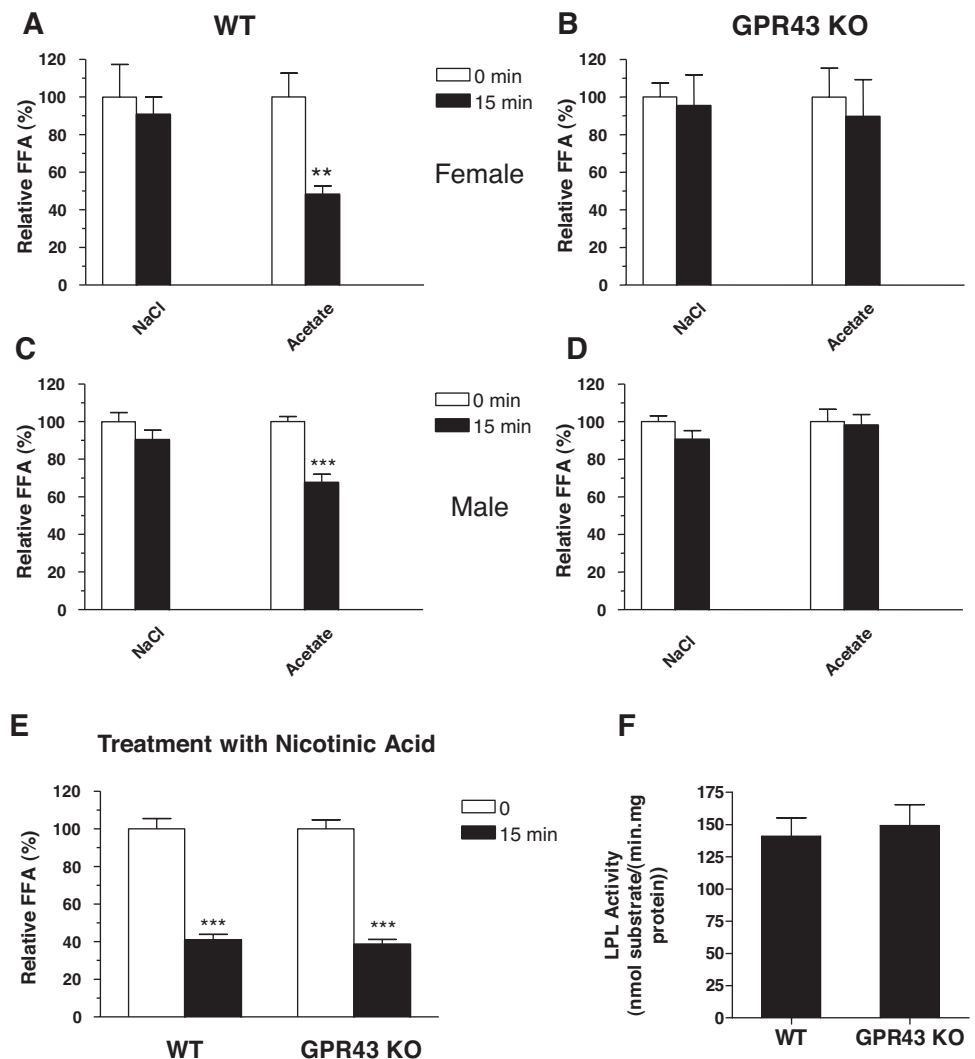 A
WT
B
GPR43 KO
120
100
80
60
40
20
0
Relative FFA (%)
**
NaCl
Acetate
0 min
15 min
Female
120
100
80
60
40
20
0
Relative FFA (%)
NaCl
Acetate
C
D
120
100
80
60
40
20
0
Relative FFA (%)
***
NaCl
Acetate
0 min
15 min
Male
120
100
80
60
40
20
0
Relative FFA (%)
NaCl
Acetate
E
Treatment with Nicotinic Acid
120
100
80
60
40
20
0
Relative FFA (%)
***
***
WT
GPR43 KO
0
15 min
F
175
150
125
100
75
50
25
0
LPL Activity
(nmol substrate/(min.mg
protein))
WT
GPR43 KO